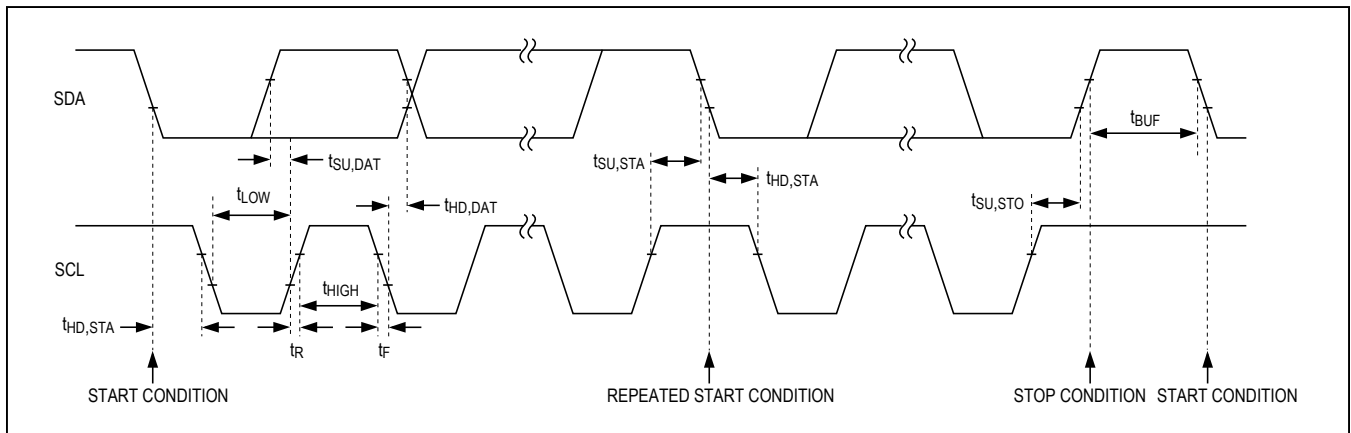 SDA
tSU,DAT
tSU,STA
tHD,STA
tBUF
tLOW
tHD,DAT
tSU,STO
SCL
tHIGH
tHD,STA
tR
tF
START CONDITION
REPEATED START CONDITION
STOP CONDITION
START CONDITION